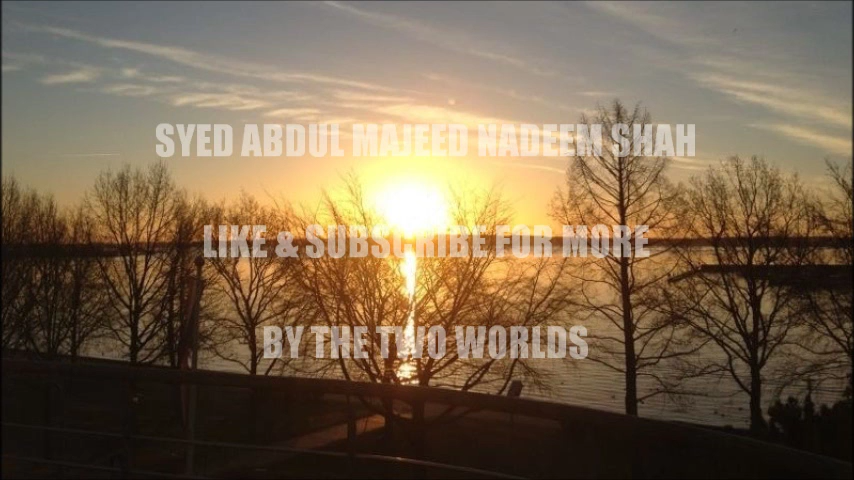 SYED ABDUL MAJEED NADEEM SHAH
LIKE & SUBSCRIBE FOR MORE
BY THE TWO WORLDS